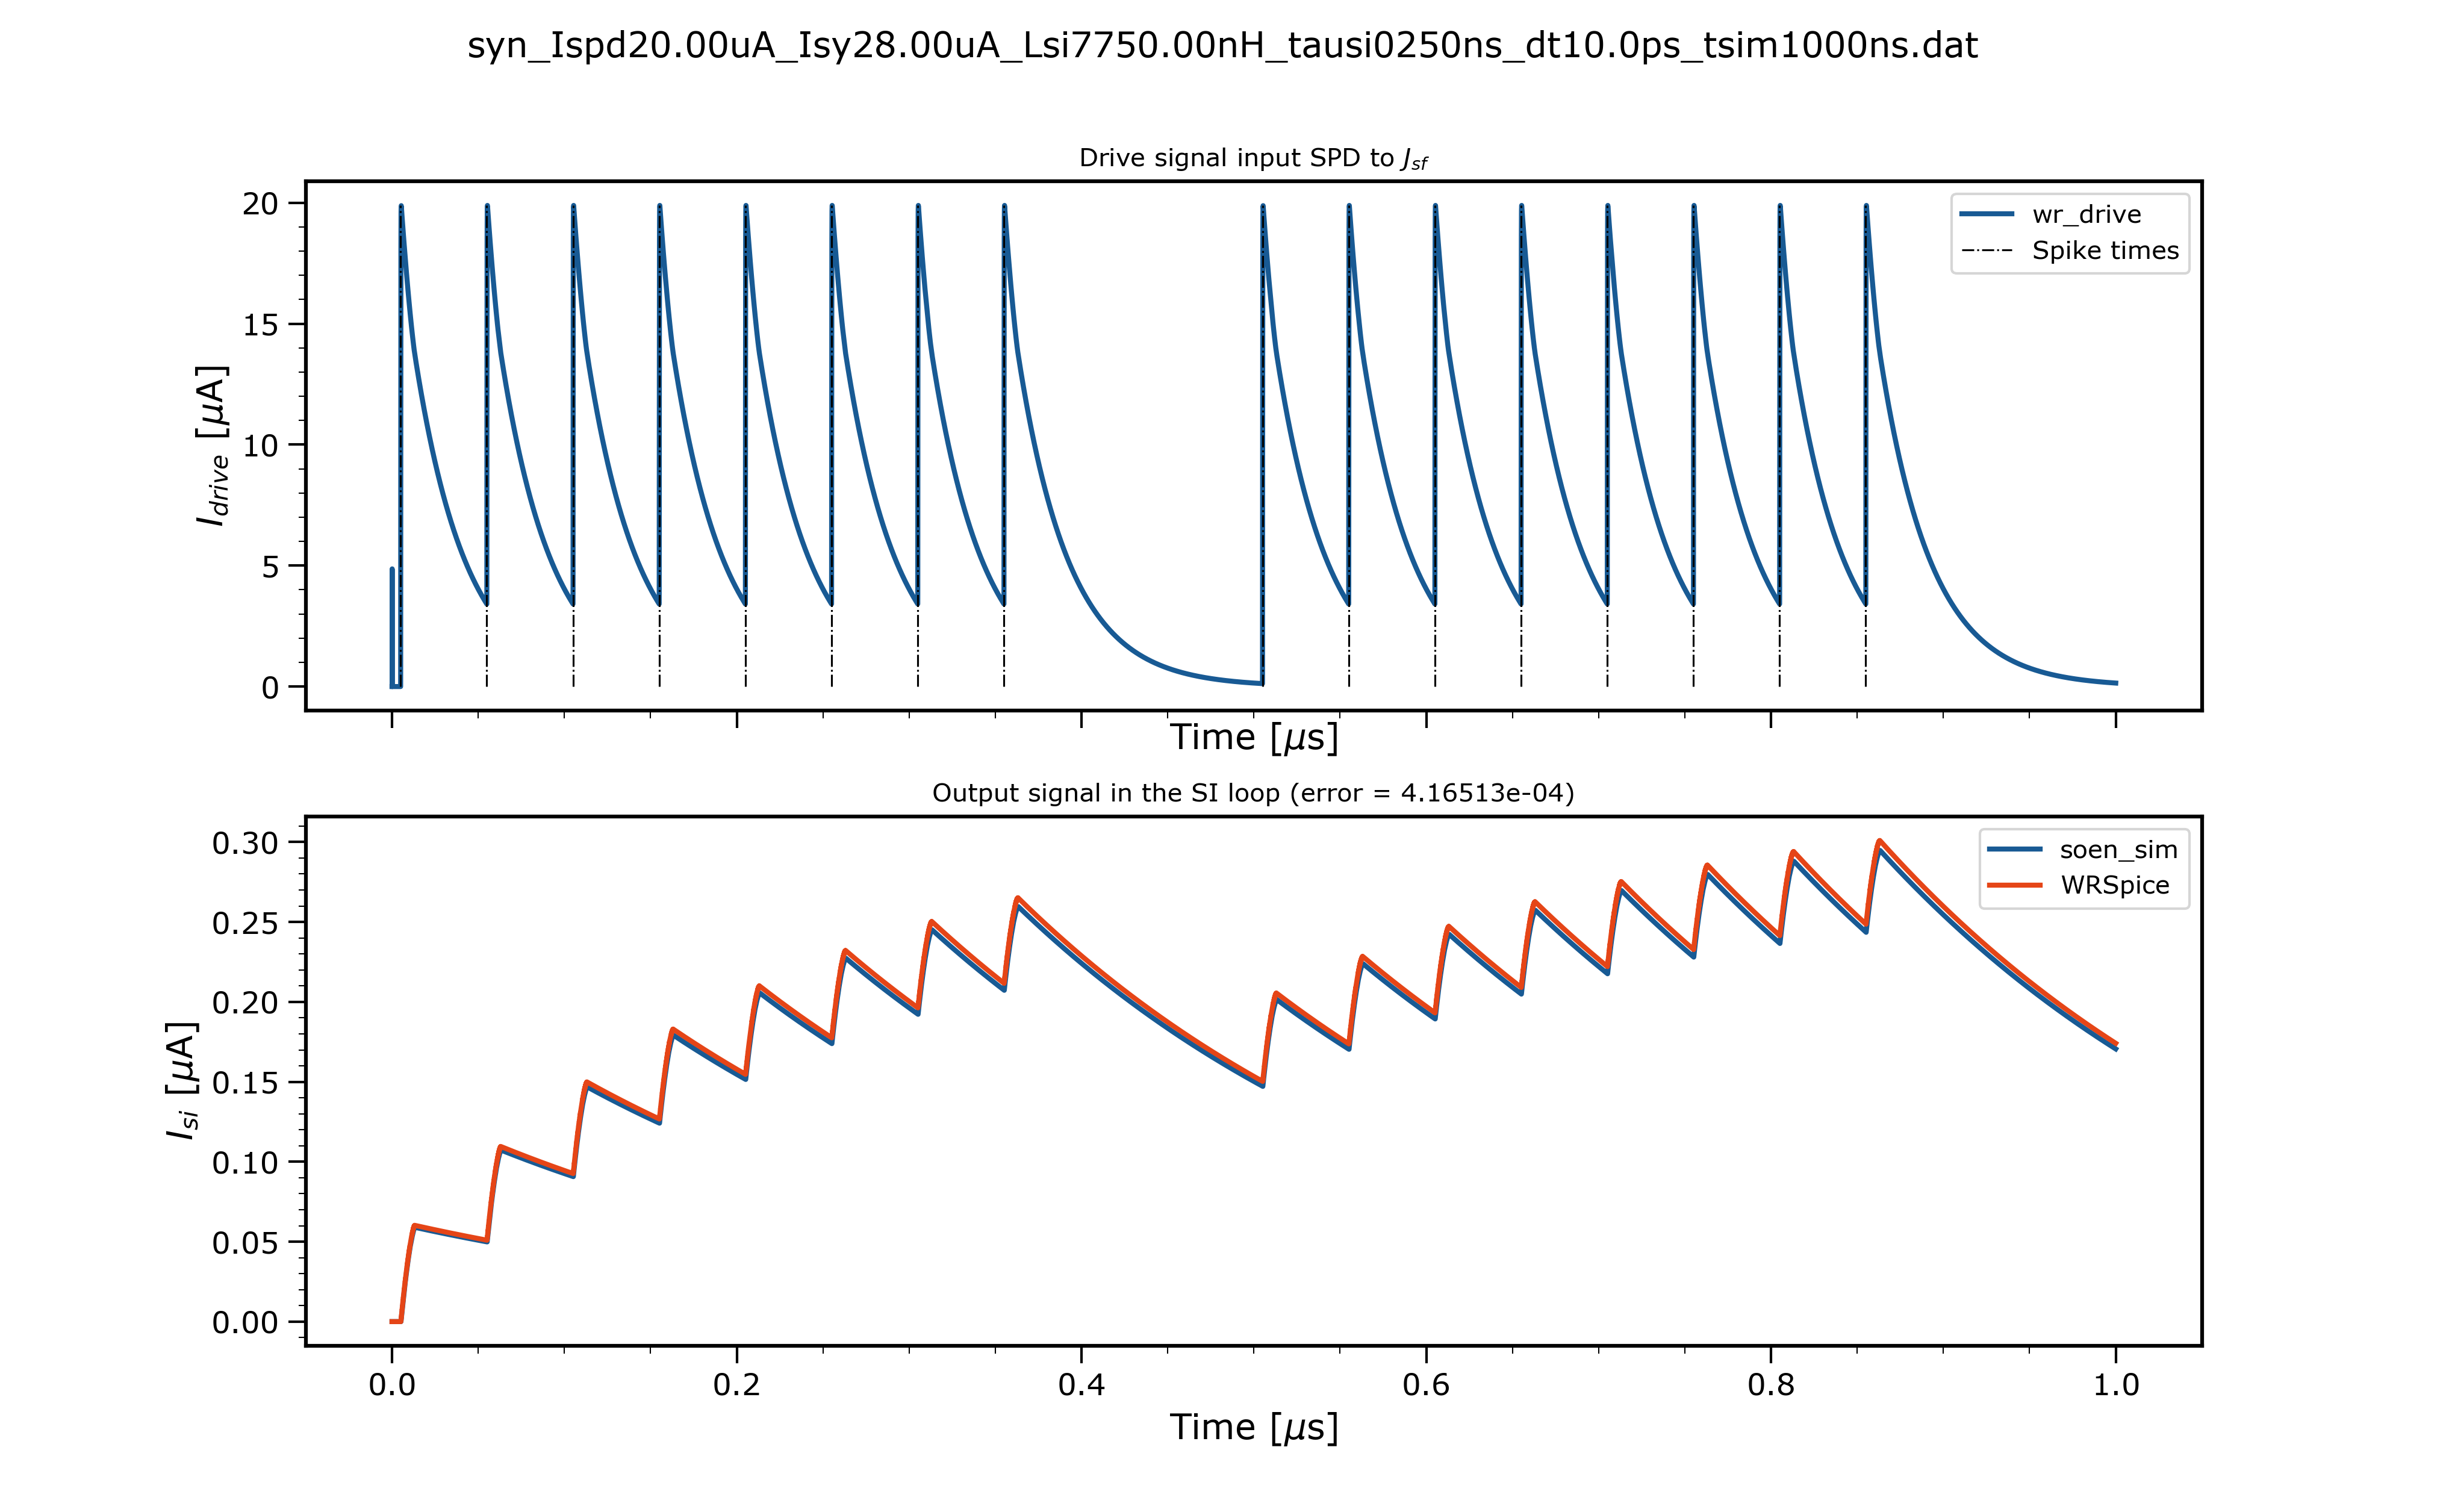 syn_Ispd20.00uA_Isy28.00uA_Lsi7750.00nH_tausi0250ns_dt10.0ps_tsim1000ns.dat
Drive signal input SPD to Jsf
20
15
10
5
0
Idrive [μA]
wr_drive
Spike times
Time [μs]
Output signal in the SI loop (error = 4.16513e-04)
0.30
0.25
0.20
0.15
0.10
0.05
0.00
Isi [μA]
soen_sim
WRSpice
0.0 0.2 0.4 0.6 0.8 1.0
Time [μs]